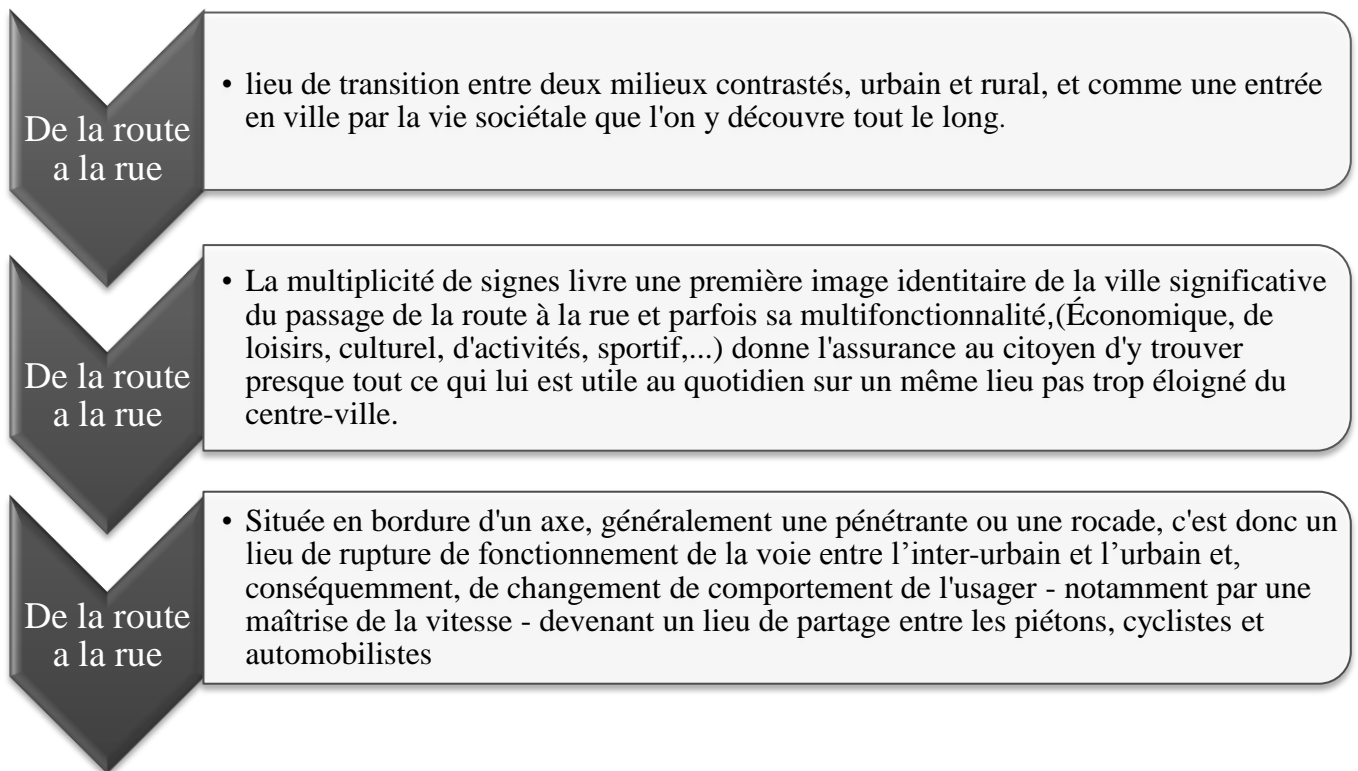 De la route
a la rue
• lieu de transition entre deux milieux contrastés, urbain et rural, et comme une entrée
en ville par la vie sociétale que l'on y découvre tout le long.
De la route
a la rue
• La multiplicité de signes livre une première image identitaire de la ville significative
du passage de la route à la rue et parfois sa multifonctionnalité,(Économique, de
loisirs, culturel, d'activités, sportif,...) donne l'assurance au citoyen d'y trouver
presque tout ce qui lui est utile au quotidien sur un même lieu pas trop éloigné du
centre-ville.
De la route
a la rue
• Située en bordure d'un axe, généralement une pénétrante ou une rocade, c'est donc un
lieu de rupture de fonctionnement de la voie entre l’inter-urbain et l’urbain et,
conséquemment, de changement de comportement de l'usager - notamment par une
maîtrise de la vitesse - devenant un lieu de partage entre les piétons, cyclistes et
automobilistes